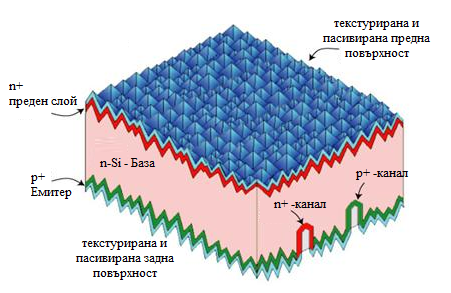 текстурирана и
пасивирана предна
повърхност
n+
преден слой
n-Si - База
p+ -канал
p+
Емитер
n+ -канал
текстурирана и
пасивирана задна
повърхност